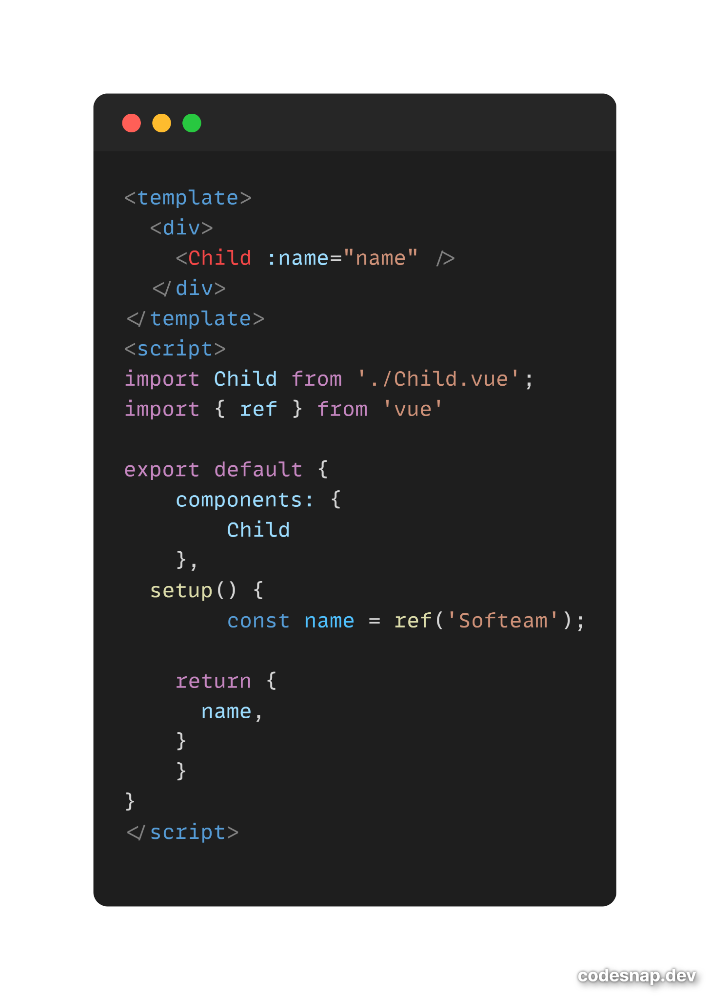 <template>
  <div>
    <Child :name="name" />
  </div>
</template>
<script>
import Child from './Child.vue';
import { ref } from 'vue'

export default {
    components: {
        Child
    },
  setup() {
        const name = ref('Softeam');

    return {
      name,
    }
    }
}
</script>
codesnap.dev